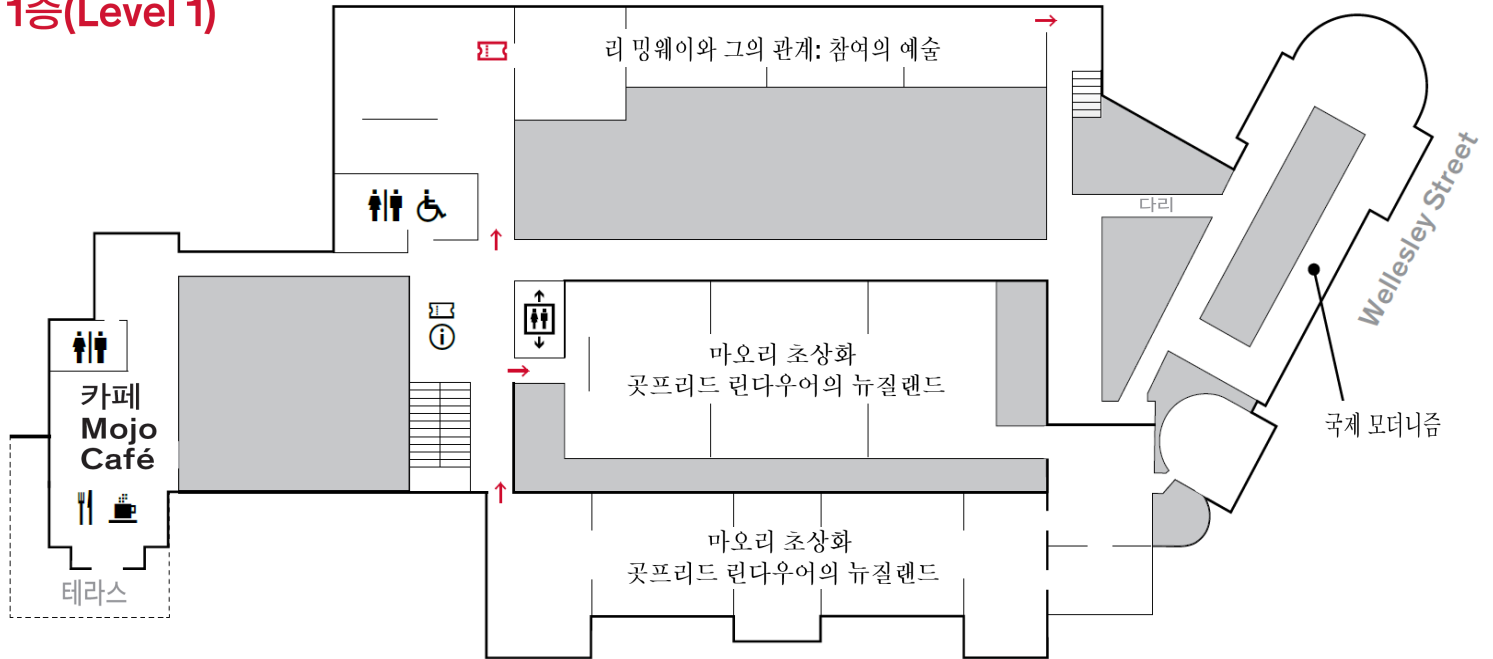 1층(Level 1)
리 밍웨이와 그의 관계: 참여의 예술
다리
Wellesley Street
마오리 초상화
곳프리드 린다우어의 뉴질랜드
카페
Mojo
Café
국제 모더니즘
마오리 초상화
곳프리드 린다우어의 뉴질랜드
테라스